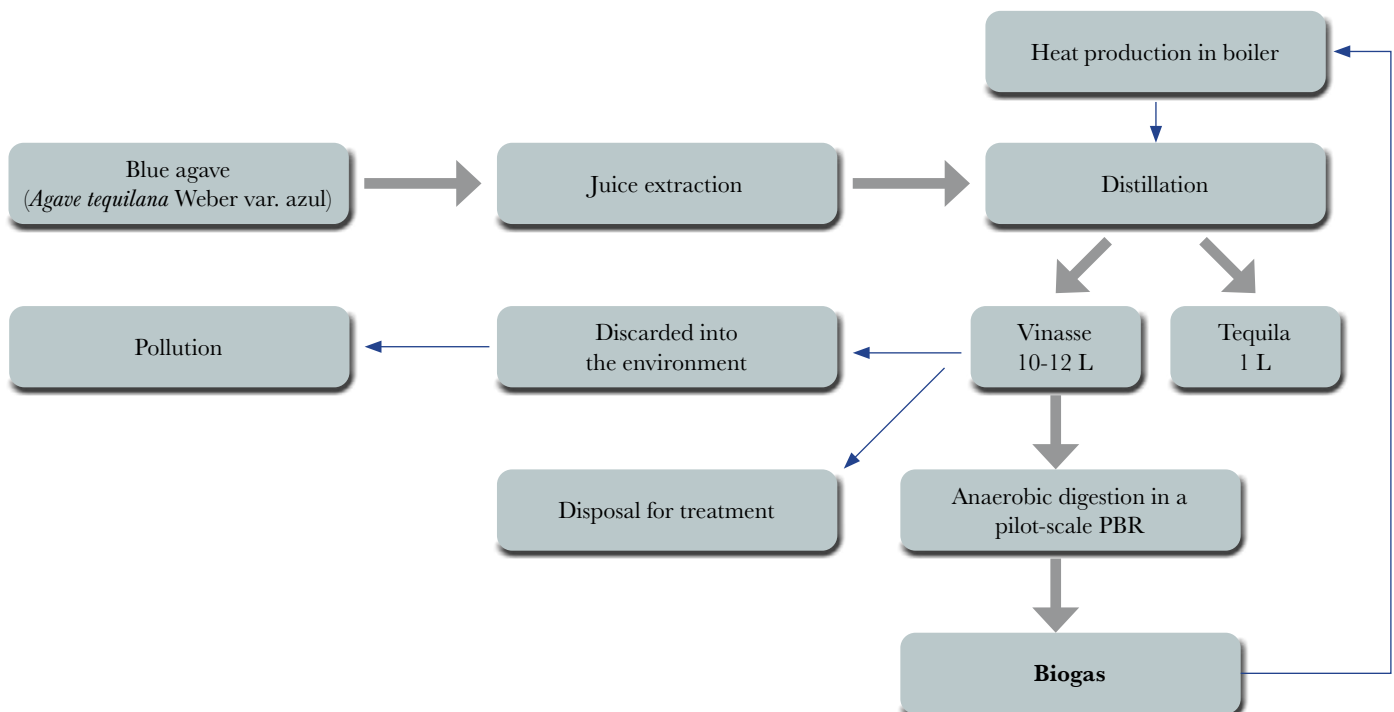 Heat production in boiler
Blue agave
(Agave tequilana Weber var. azul)
Juice extraction
Distillation
Pollution
Discarded into
the environment
Vinasse
10-12 L
Tequila
1 L
Disposal for treatment
Anaerobic digestion in a
pilot-scale PBR
Biogas